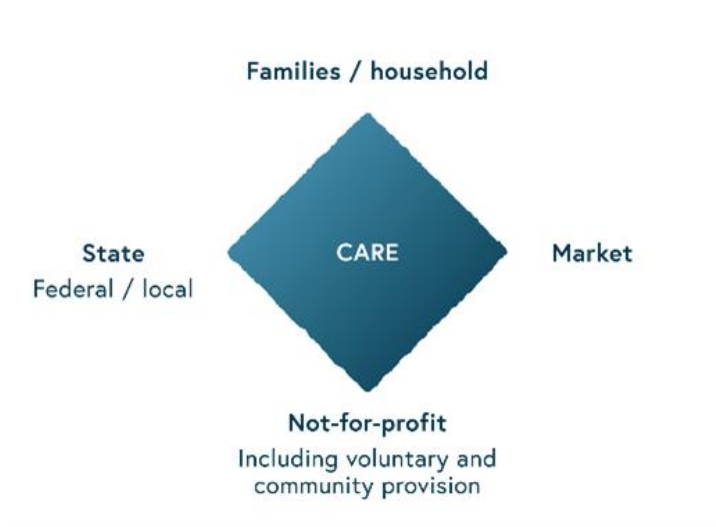 Families / household
State
Federal / local
CARE
Market
Not-for-profit
Including voluntary and
community provision